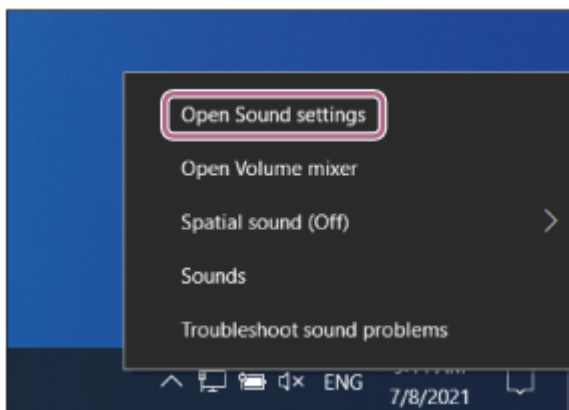 Open Sound settings
Open Volume mixer
Spatial sound (Off)
Sounds
Troubleshoot sound problems
ENG
7/8/2021